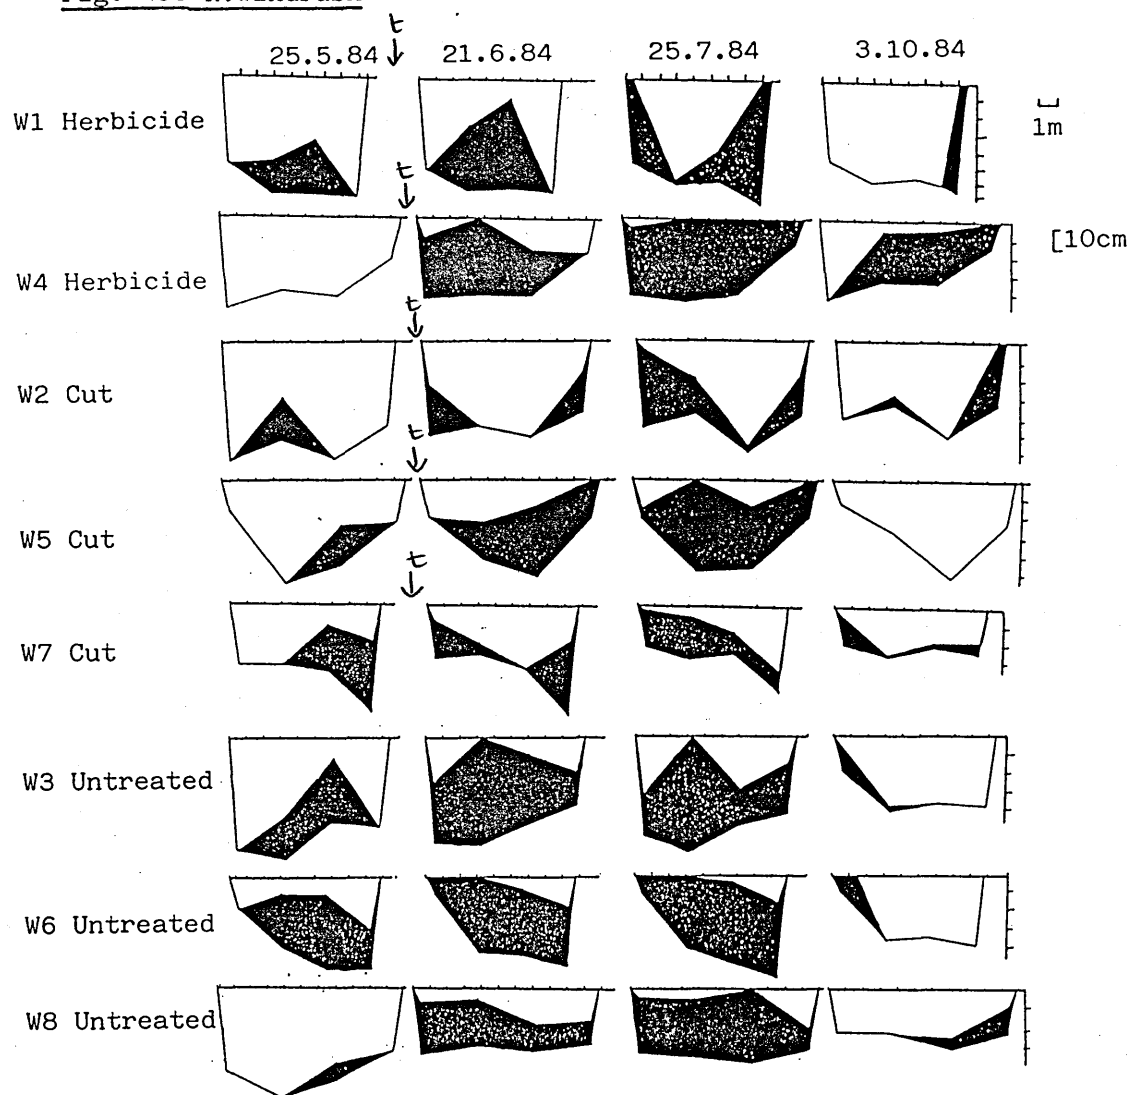 t
25.5.84 21.6.84 25.7.84 3.10.84
W1 Herbicide
1m
t
W4 Herbicide
10cm
t
W2 Cut
t
W5 Cut
t
W7 Cut
W3 Untreated
W6 Untreated
W8 Untreated